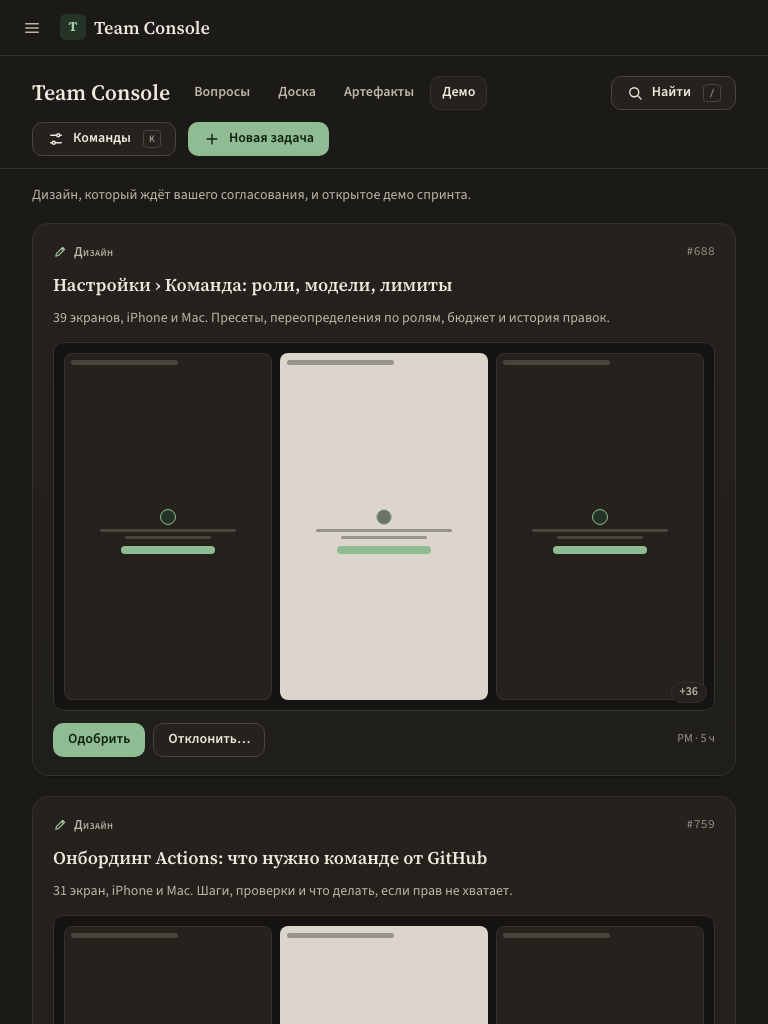 T Team Console
Team Console Вопросы Доска Артефакты Демо Найти /
Команды K Новая задача
Дизайн, который ждёт вашего согласования, и открытое демо спринта.
Дизайн #688
Настройки › Команда: роли, модели, лимиты
39 экранов, iPhone и Mac. Пресеты, переопределения по ролям, бюджет и история правок.
+36
Одобрить Отклонить… PM · 5 ч
Дизайн #759
Онбординг Actions: что нужно команде от GitHub
31 экран, iPhone и Mac. Шаги, проверки и что делать, если прав не хватает.